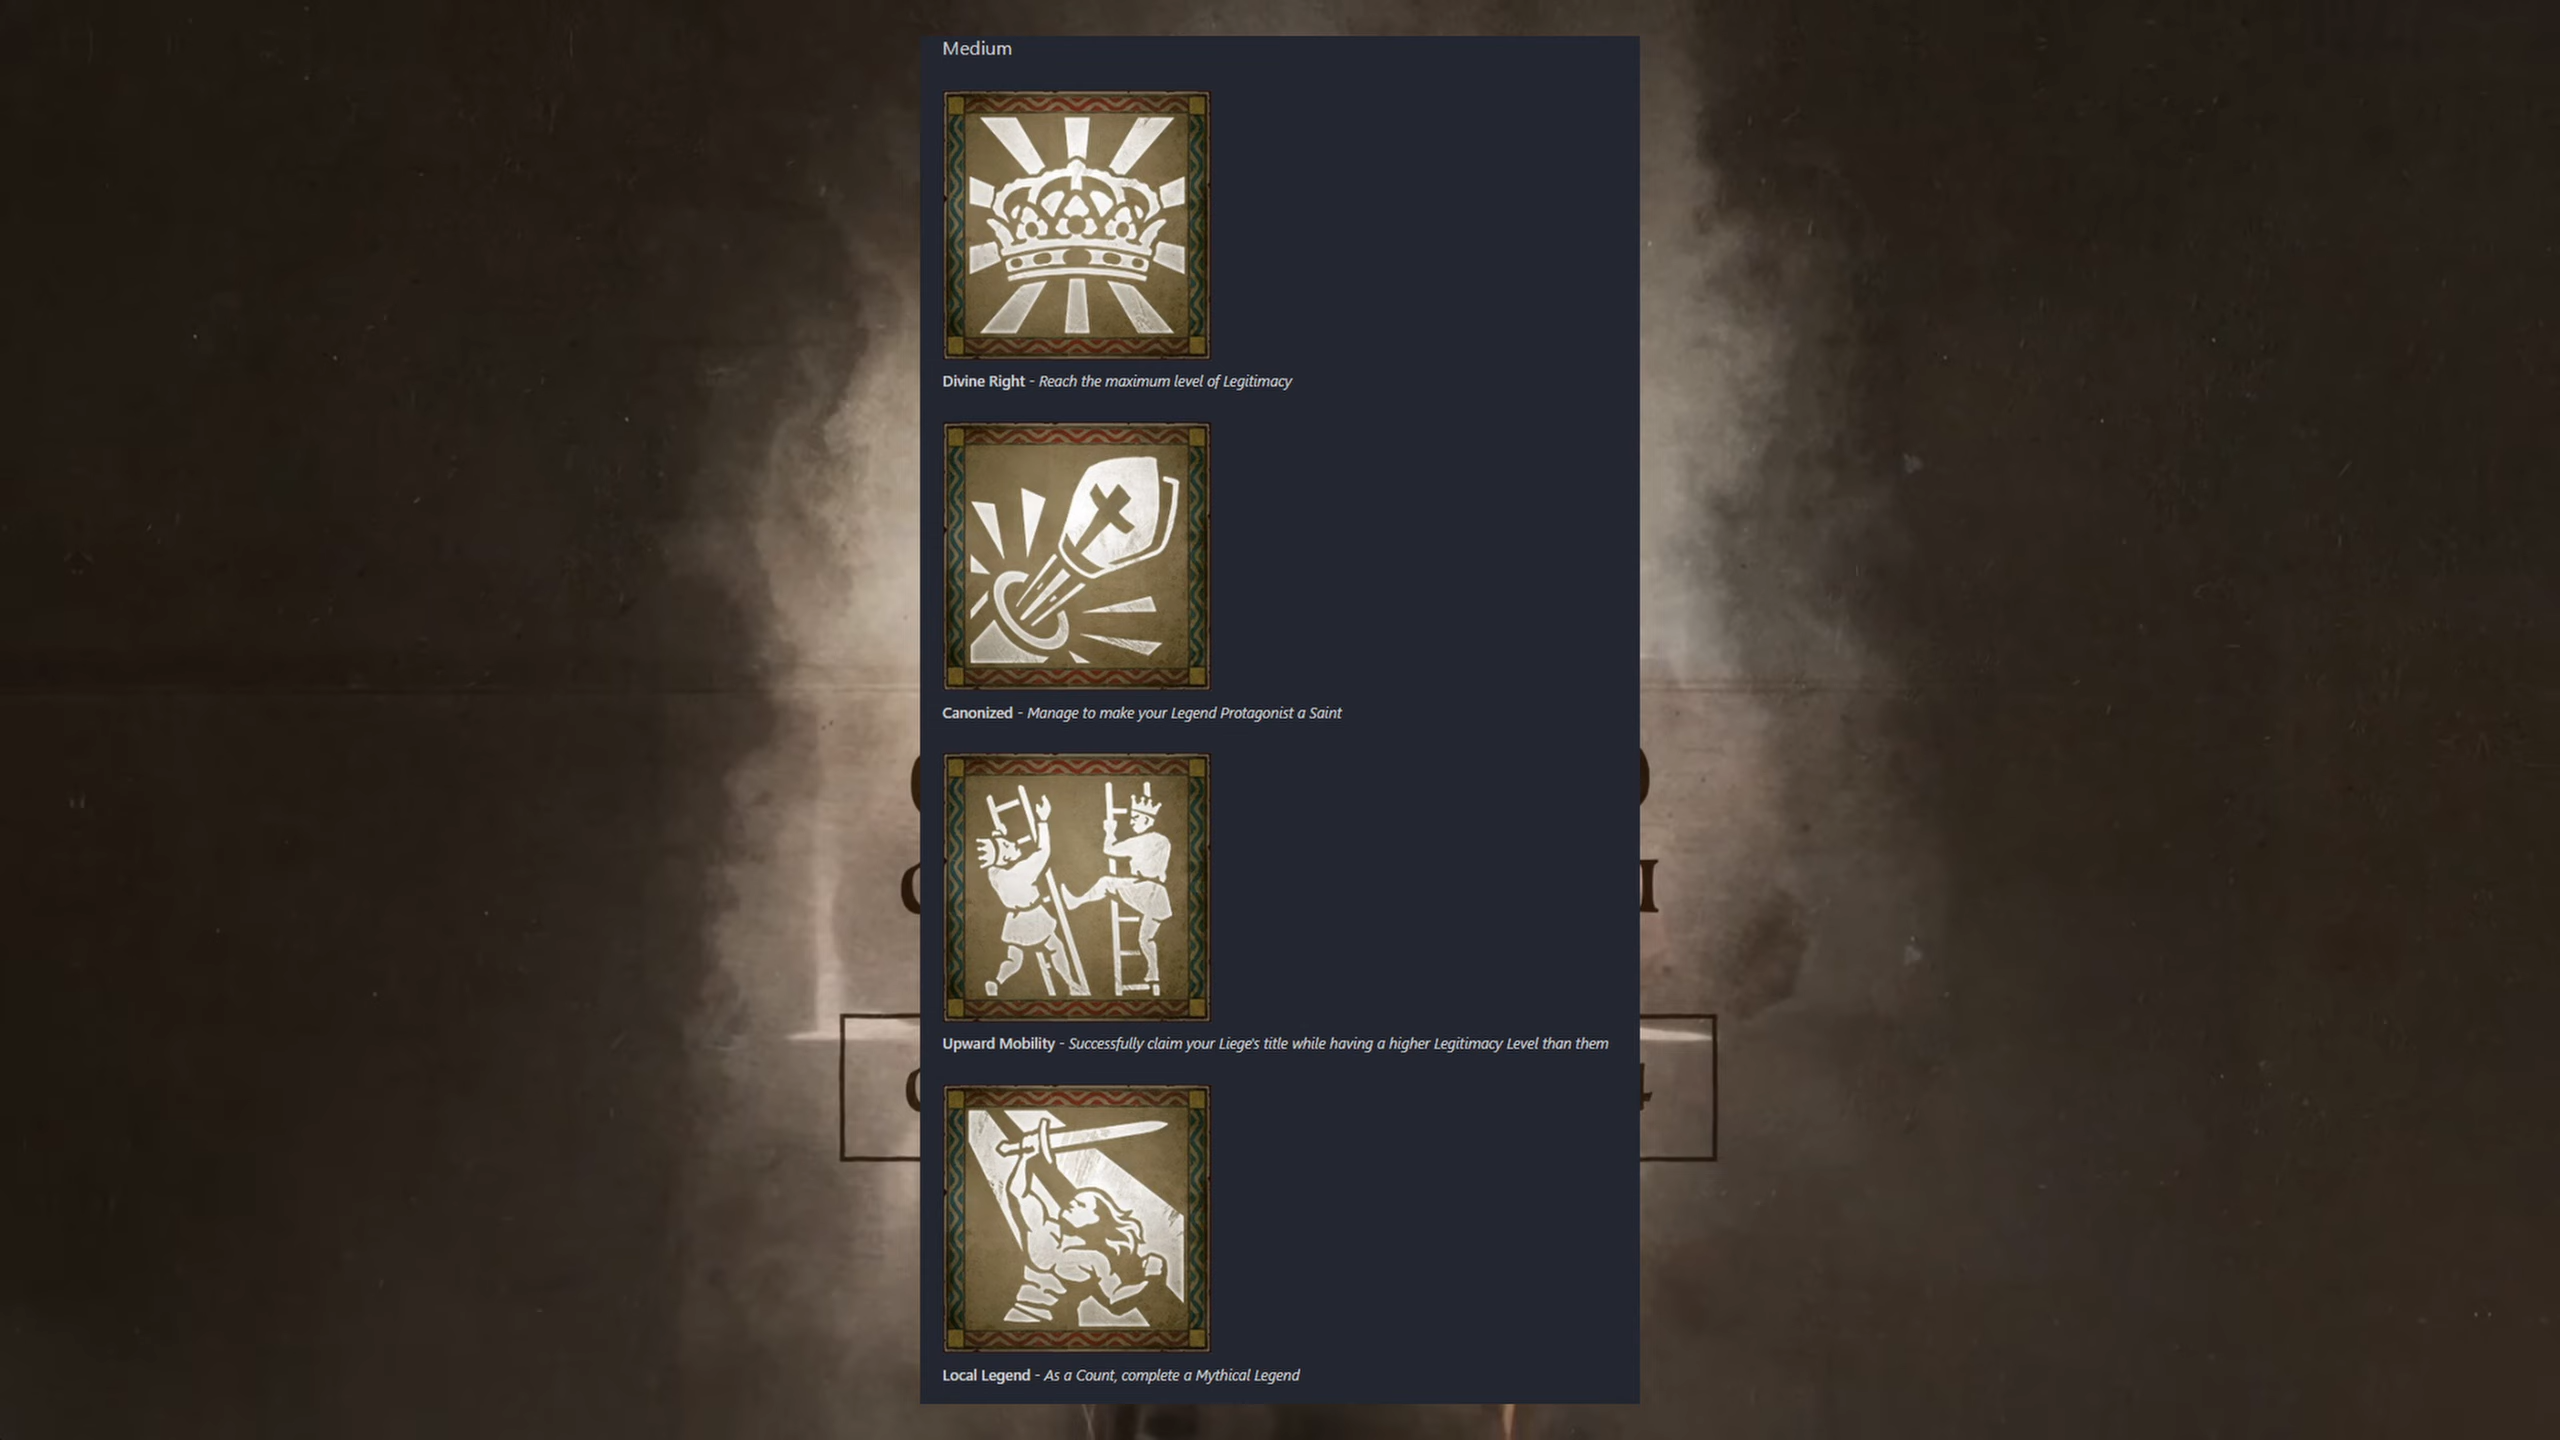 Medium
Divine Right - Reach the maximum level of Legitimacy
Canonized - Manage to make your Legend Protagonist a Saint
Upward Mobility - Successfully claim your Liege's title while having a higher Legitimacy Level than them
Local Legend - As a Count, complete a Mythical Legend